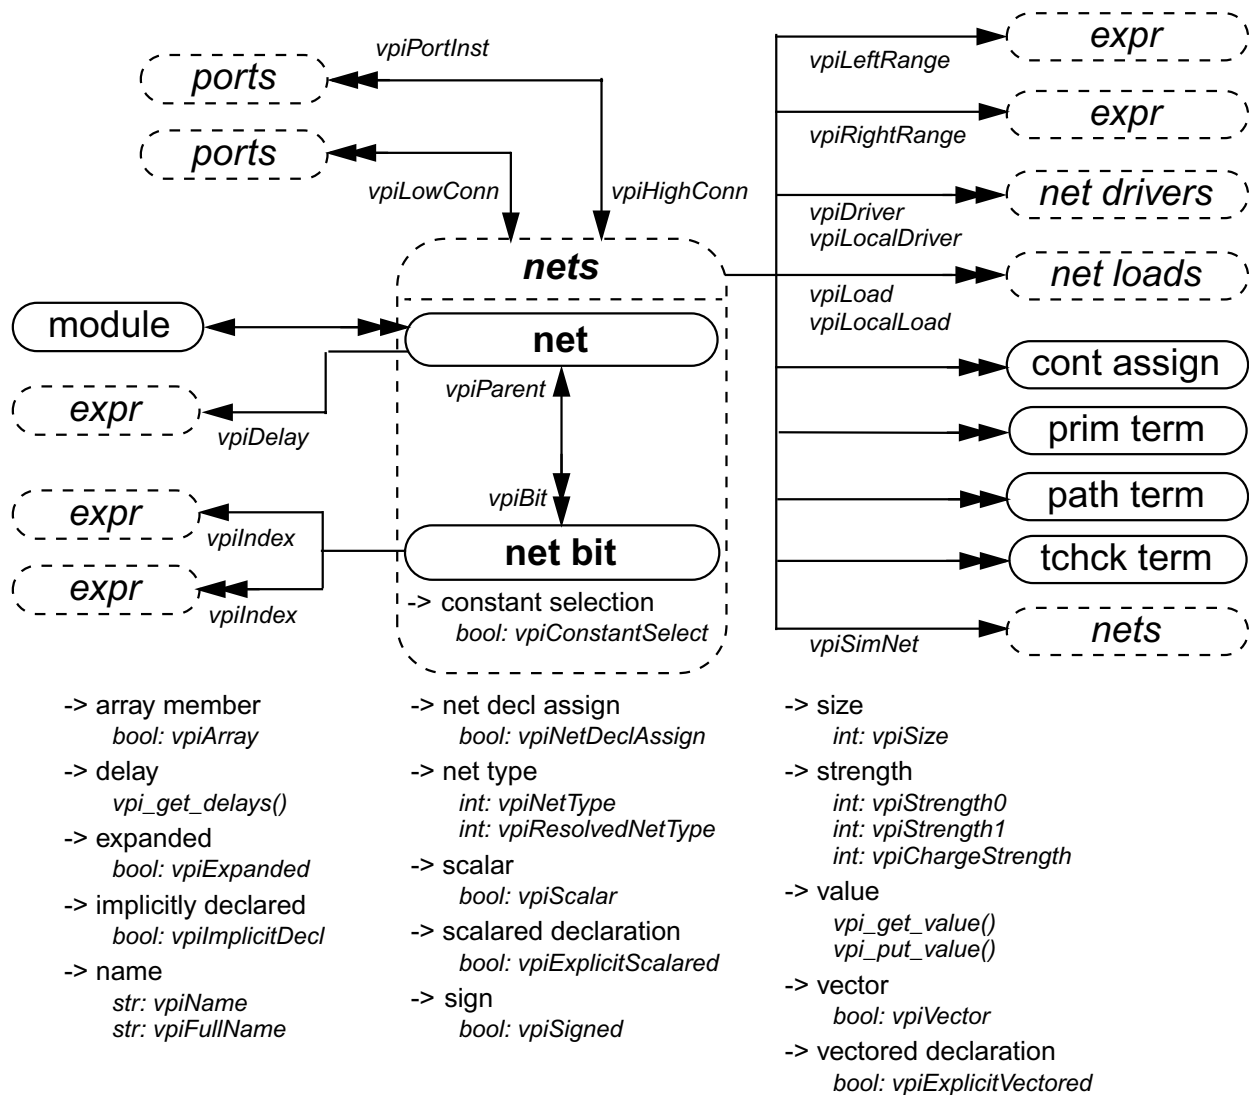 vpiPortInst
ports
ports
vpiLowConn
vpiHighConn
nets
module
net
vpiParent
expr
vpiDelay
vpiBit
expr
vpiIndex
net bit
expr
vpiIndex
-> constant selection
bool: vpiConstantSelect
expr
vpiLeftRange
expr
vpiRightRange
net drivers
vpiDriver
vpiLocalDriver
net loads
vpiLoad
vpiLocalLoad
cont assign
prim term
path term
tchck term
nets
vpiSimNet
-> array member
bool: vpiArray
-> delay
vpi_get_delays()
-> expanded
bool: vpiExpanded
-> implicitly declared
bool: vpiImplicitDecl
-> name
str: vpiName
str: vpiFullName
-> net decl assign
bool: vpiNetDeclAssign
-> net type
int: vpiNetType
int: vpiResolvedNetType
-> scalar
bool: vpiScalar
-> scalared declaration
bool: vpiExplicitScalared
-> sign
bool: vpiSigned
-> size
int: vpiSize
-> strength
int: vpiStrength0
int: vpiStrength1
int: vpiChargeStrength
-> value
vpi_get_value()
vpi_put_value()
-> vector
bool: vpiVector
-> vectored declaration
bool: vpiExplicitVectored